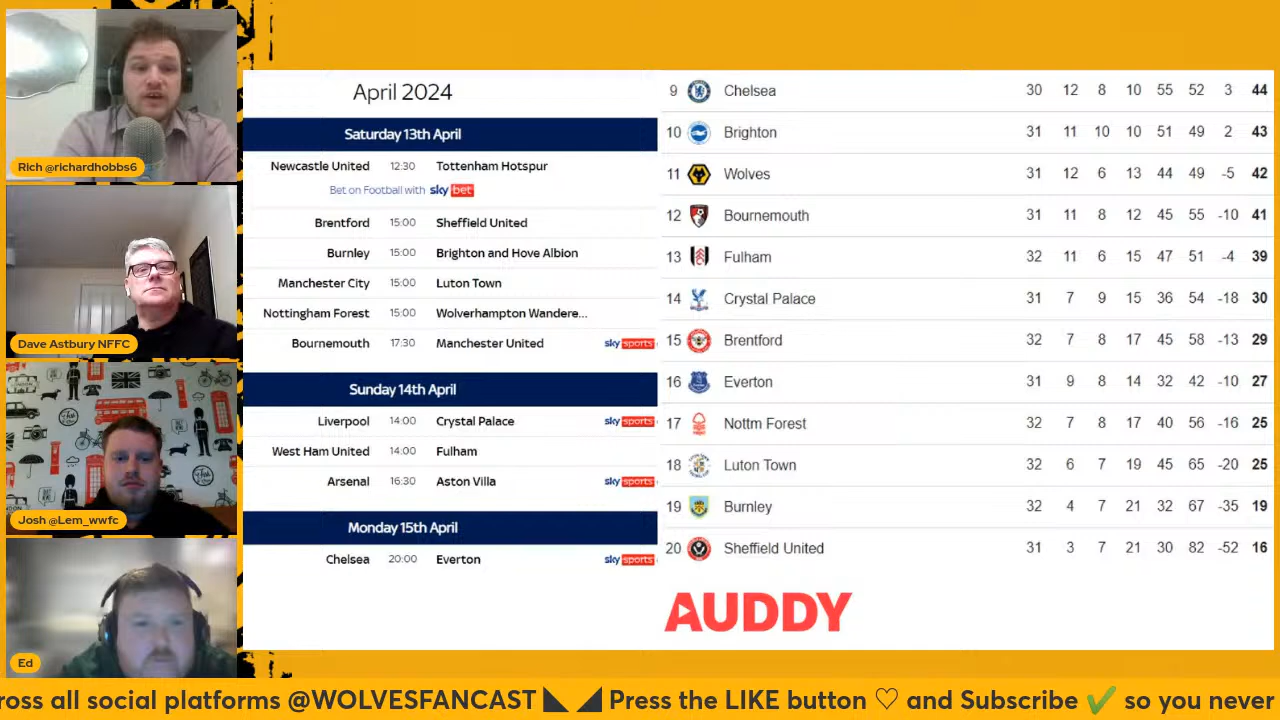 Rich @richardhobbs6
Dave Astbury NFFC
Josh @Lem_wwfc
Ed
April 2024
Saturday 13th April
Newcastle United 12:30 Tottenham Hotspur
Bet on Football with sky bet
Brentford 15:00 Sheffield United
Burnley 15:00 Brighton and Hove Albion
Manchester City 15:00 Luton Town
Nottingham Forest 15:00 Wolverhampton Wandere...
Bournemouth 17:30 Manchester United sky sports
Sunday 14th April
Liverpool 14:00 Crystal Palace sky sports
West Ham United 14:00 Fulham
Arsenal 16:30 Aston Villa sky sports
Monday 15th April
Chelsea 20:00 Everton sky sports
9 Chelsea 30 12 8 10 55 52 3 44
10 Brighton 31 11 10 10 51 49 2 43
11 Wolves 31 12 6 13 44 49 -5 42
12 Bournemouth 31 11 8 12 45 55 -10 41
13 Fulham 32 11 6 15 47 51 -4 39
14 Crystal Palace 31 7 9 15 36 54 -18 30
15 Brentford 32 7 8 17 45 58 -13 29
16 Everton 31 9 8 14 32 42 -10 27
17 Nottm Forest 32 7 8 17 40 56 -16 25
18 Luton Town 32 6 7 19 45 65 -20 25
19 Burnley 32 4 7 21 32 67 -35 19
20 Sheffield United 31 3 7 21 30 82 -52 16
AUDDY
ross all social platforms @WOLVESFANCAST ◣ ◢ Press the LIKE button ♡ and Subscribe ✔ so you never